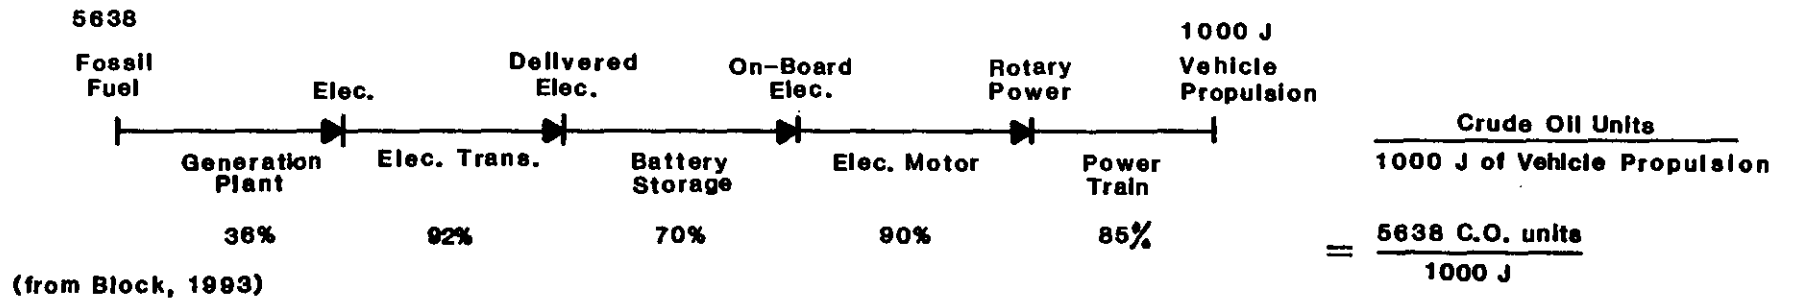 5638
Fossil
Fuel
Elec.
Delivered
Elec.
On-Board
Elec.
Rotary
Power
1000 J
Vehicle
Propulsion
Generation
Plant
Elec. Trans.
Battery
Storage
Elec. Motor
Power
Train
36%
92%
70%
90%
85%
Crude Oil Units
1000 J of Vehicle Propulsion
= 5638 C.O. units
1000 J
(from Block, 1993)